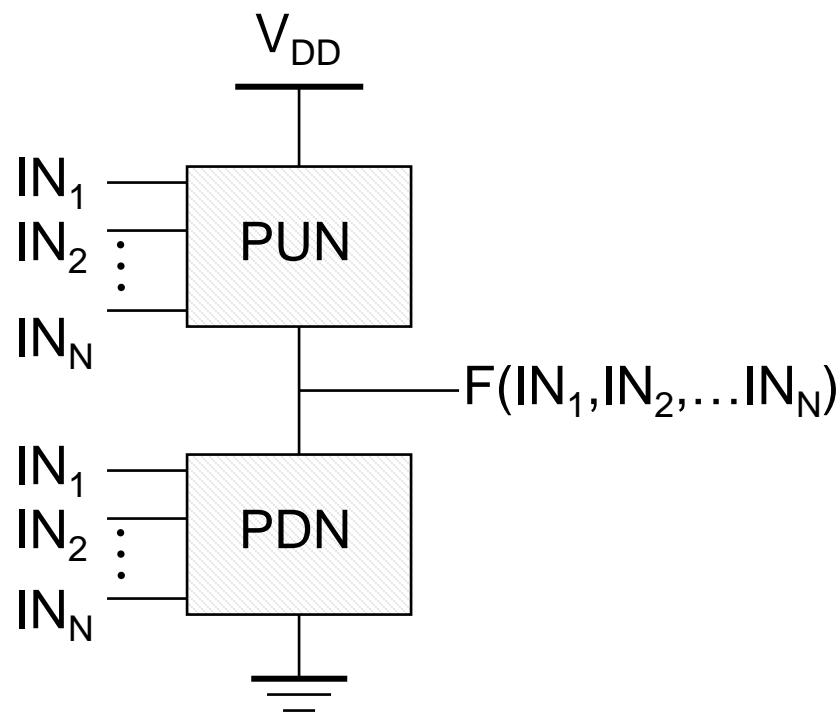 V_DD
IN_1
IN_2
⋮
IN_N
PUN
F(IN_1,IN_2,…IN_N)
IN_1
IN_2
⋮
IN_N
PDN